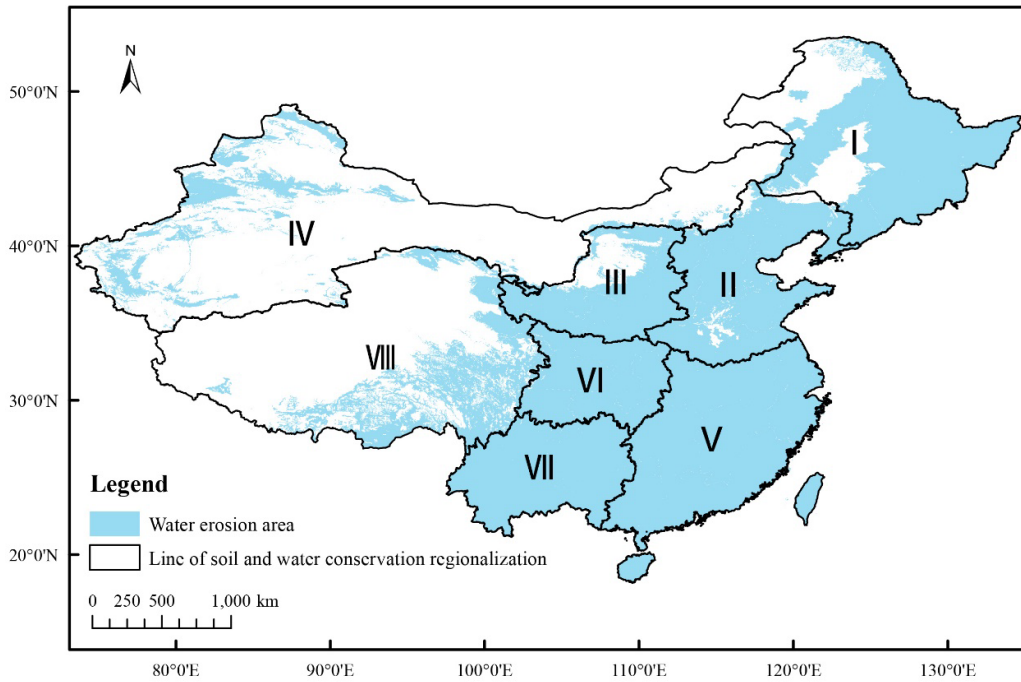 N
50°0'N
I
40°0'N
IV
III
II
VIII
VI
30°0'N
V
VII
Legend
Water erosion area
20°0'N
Linc of soil and water conservation regionalization
0 250 500 1,000 km
80°0'E 90°0'E 100°0'E 110°0'E 120°0'E 130°0'E